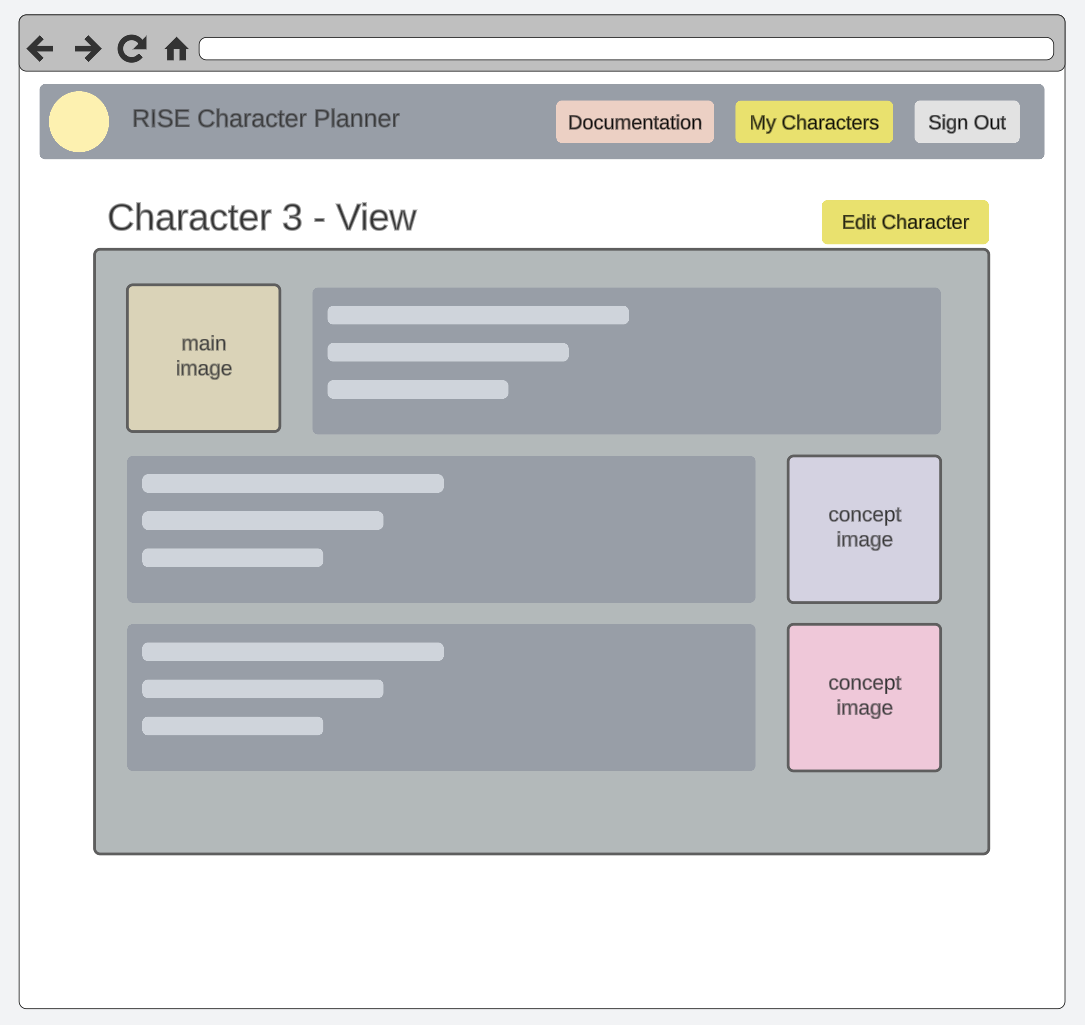 RISE Character Planner
Documentation
My Characters
Sign Out
Character 3 - View
Edit Character
main
image
concept
image
concept
image